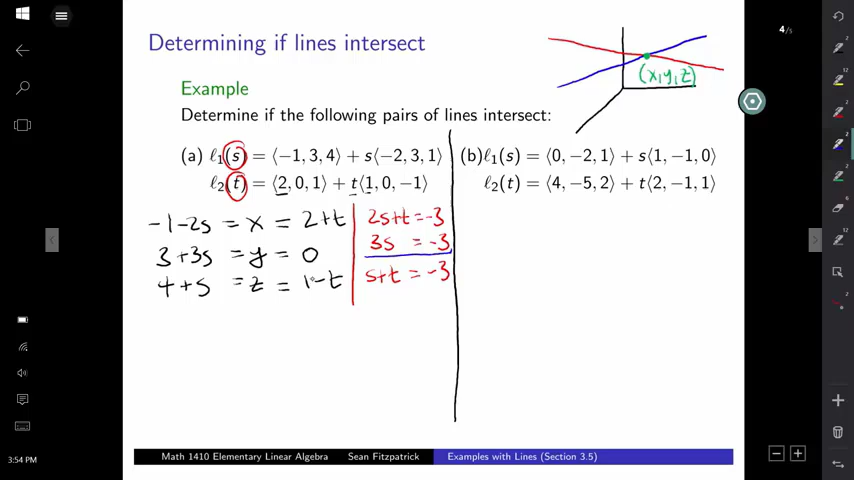 4/5
Determining if lines intersect
(x,y,z)
Example
Determine if the following pairs of lines intersect:
(a) ℓ₁(s) = ⟨−1, 3, 4⟩ + s⟨−2, 3, 1⟩
ℓ₂(t) = ⟨2, 0, 1⟩ + t⟨1, 0, −1⟩
(b) ℓ₁(s) = ⟨0, −2, 1⟩ + s⟨1, −1, 0⟩
ℓ₂(t) = ⟨4, −5, 2⟩ + t⟨2, −1, 1⟩
-1-2s = x = 2+t
3+3s = y = 0
4+s = z = 1-t
2s+t = -3
3s = -3
s+t = -3
Math 1410 Elementary Linear Algebra Sean Fitzpatrick Examples with Lines (Section 3.5)
3:54 PM